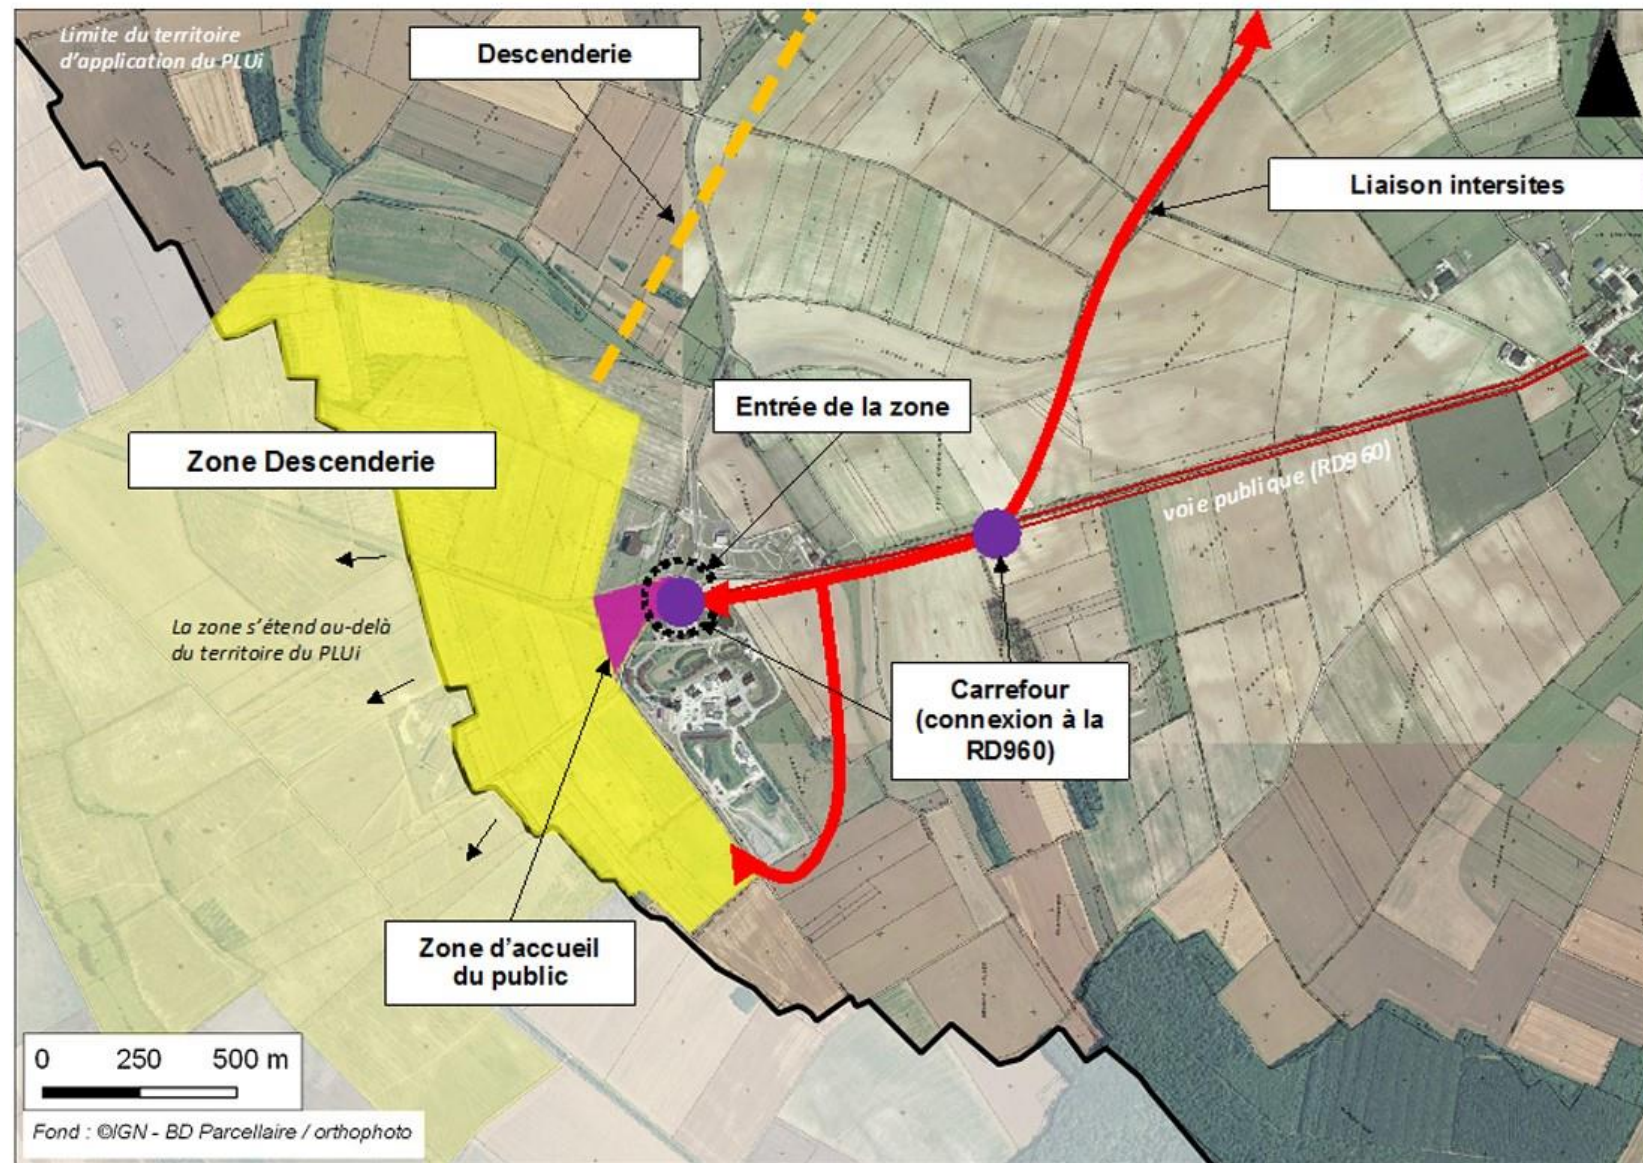 Limite du territoire
d'application du PLUi
Descenderie
Liaison intersites
Entrée de la zone
Zone Descenderie
voie publique (RD960)
La zone s'étend au-delà
du territoire du PLUi
Carrefour
(connexion à la
RD960)
Zone d'accueil
du public
0 250 500 m
Fond : ©IGN - BD Parcellaire / orthophoto